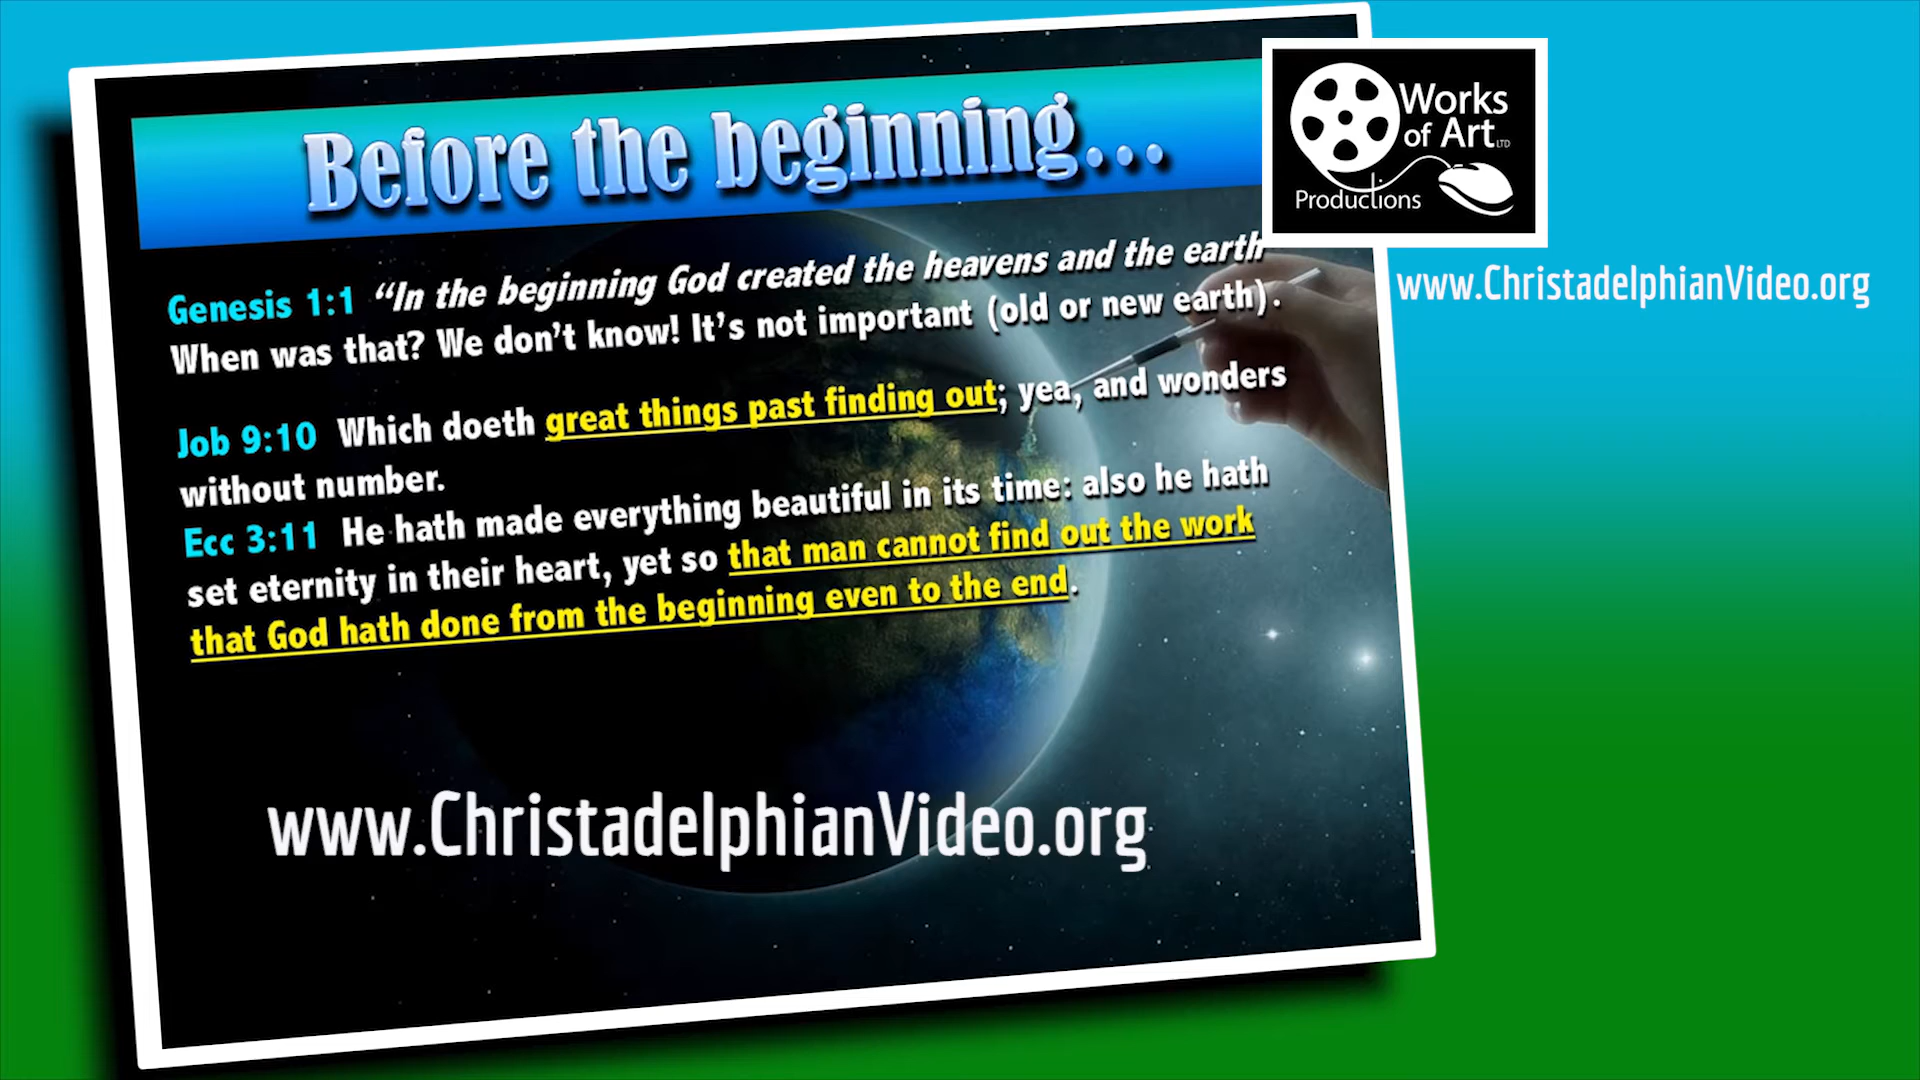 Before the beginning...
Works
of Art LTD
Productions
www.ChristadelphianVideo.org
Genesis 1:1 “In the beginning God created the heavens and the earth
When was that? We don’t know! It’s not important (old or new earth).
Job 9:10 Which doeth great things past finding out; yea, and wonders
without number.
Ecc 3:11 He hath made everything beautiful in its time: also he hath
set eternity in their heart, yet so that man cannot find out the work
that God hath done from the beginning even to the end.
www.ChristadelphianVideo.org